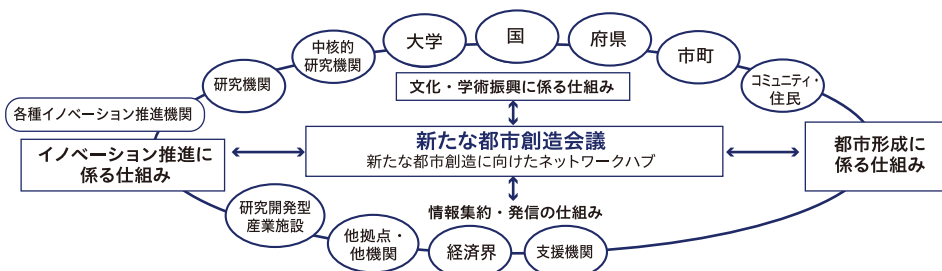 大学
国
府県
中核的
研究機関
市町
研究機関
コミュニティ・
住民
文化・学術振興に係る仕組み
各種イノベーション推進機関
イノベーション推進に
係る仕組み
新たな都市創造会議
新たな都市創造に向けたネットワークハブ
都市形成に
係る仕組み
情報集約・発信の仕組み
研究開発型
産業施設
他拠点・
他機関
経済界
支援機関